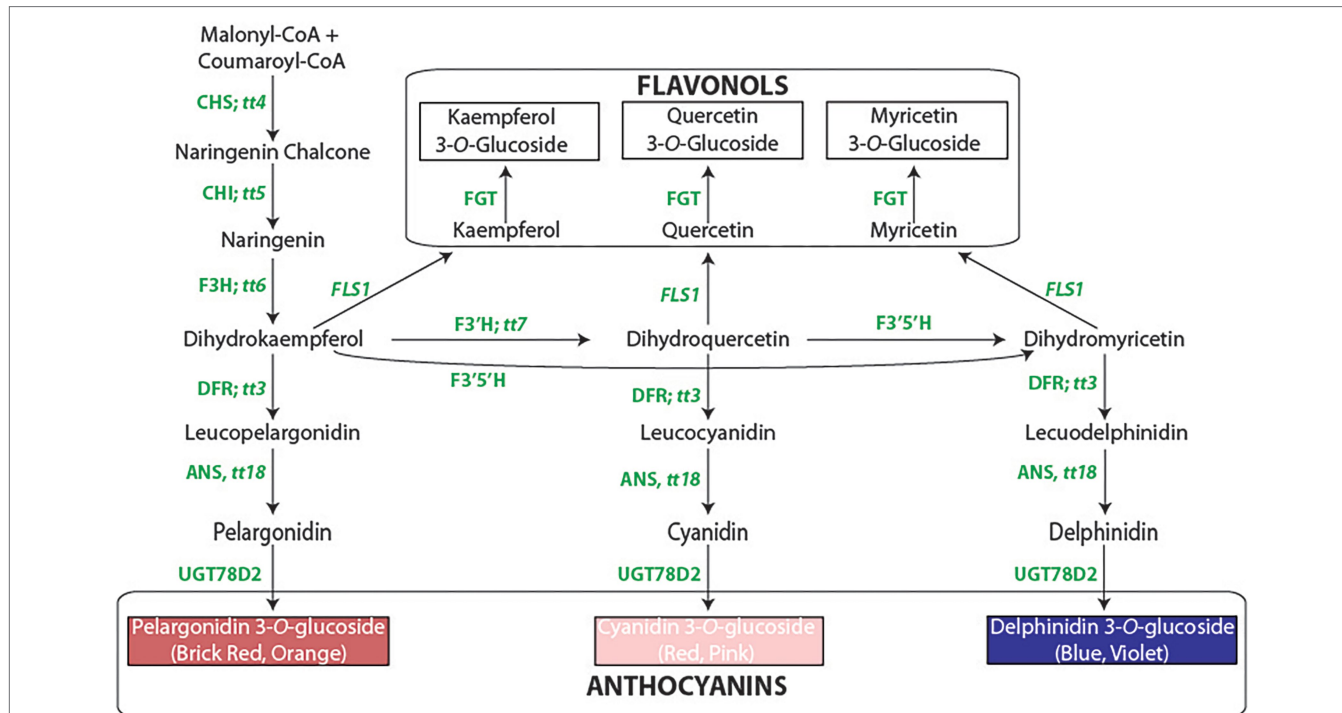 Malonyl-CoA +
Coumaroyl-CoA
CHS; tt4
Naringenin Chalcone
CHI; tt5
Naringenin
F3H; tt6
FLAVONOLS
Kaempferol
3-O-Glucoside
Quercetin
3-O-Glucoside
Myricetin
3-O-Glucoside
FGT
FGT
FGT
Kaempferol
Quercetin
Myricetin
FLS1
FLS1
FLS1
Dihydrokaempferol
F3'H; tt7
Dihydroquercetin
F3'5'H
Dihydromyricetin
F3'5'H
DFR; tt3
DFR; tt3
DFR; tt3
Leucopelargonidin
Leucocyanidin
Lecuodelphinidin
ANS, tt18
ANS, tt18
ANS, tt18
Pelargonidin
Cyanidin
Delphinidin
UGT78D2
UGT78D2
UGT78D2
Pelargonidin 3-O-glucoside
(Brick Red, Orange)
Cyanidin 3-O-glucoside
(Red, Pink)
Delphinidin 3-O-glucoside
(Blue, Violet)
ANTHOCYANINS